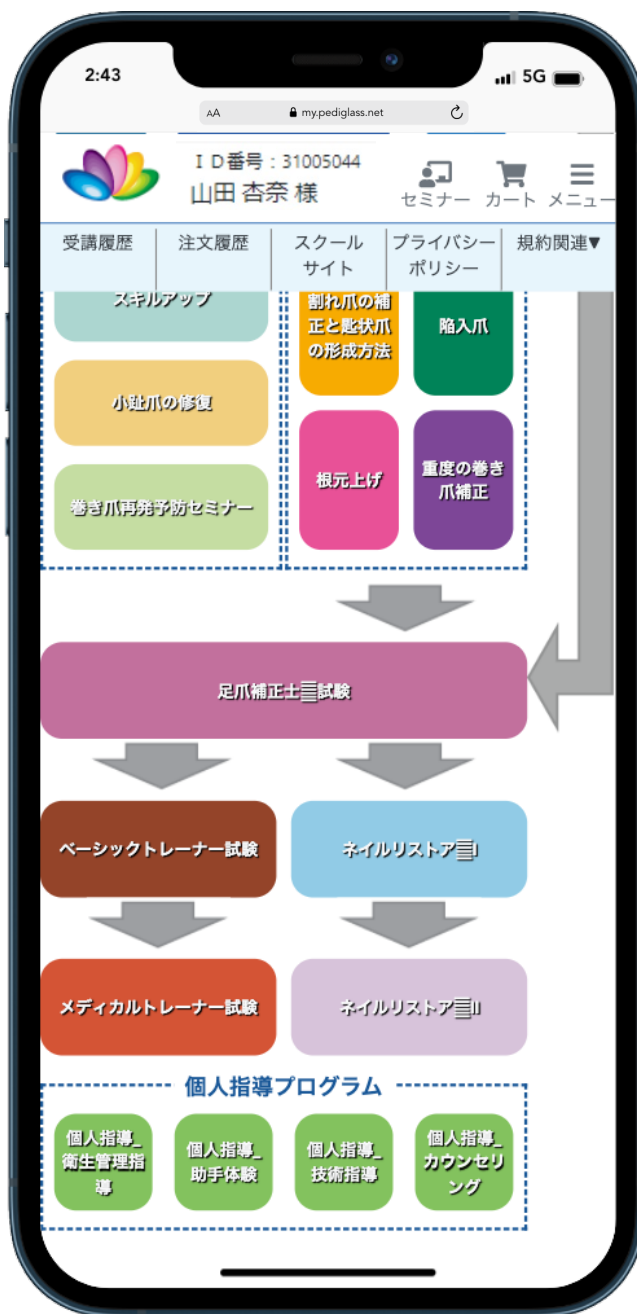 2:43
5G
AA
my.pediglass.net
ID番号:31005044
山田 杏奈 様
セミナー
カート
メニュー
受講履歴
注文履歴
スクール
サイト
プライバシー
ポリシー
規約関連▼
スキルアップ
割れ爪の補
正と匙状爪
の形成方法
陥入爪
小趾爪の修復
根元上げ
重度の巻き
爪補正
巻き爪再発予防セミナー
足爪補正士 試験
ベーシックトレーナー試験
ネイルリストア I
メディカルトレーナー試験
ネイルリストア II
個人指導プログラム
個人指導_
衛生管理指
導
個人指導_
助手体験
個人指導_
技術指導
個人指導_
カウンセリ
ング